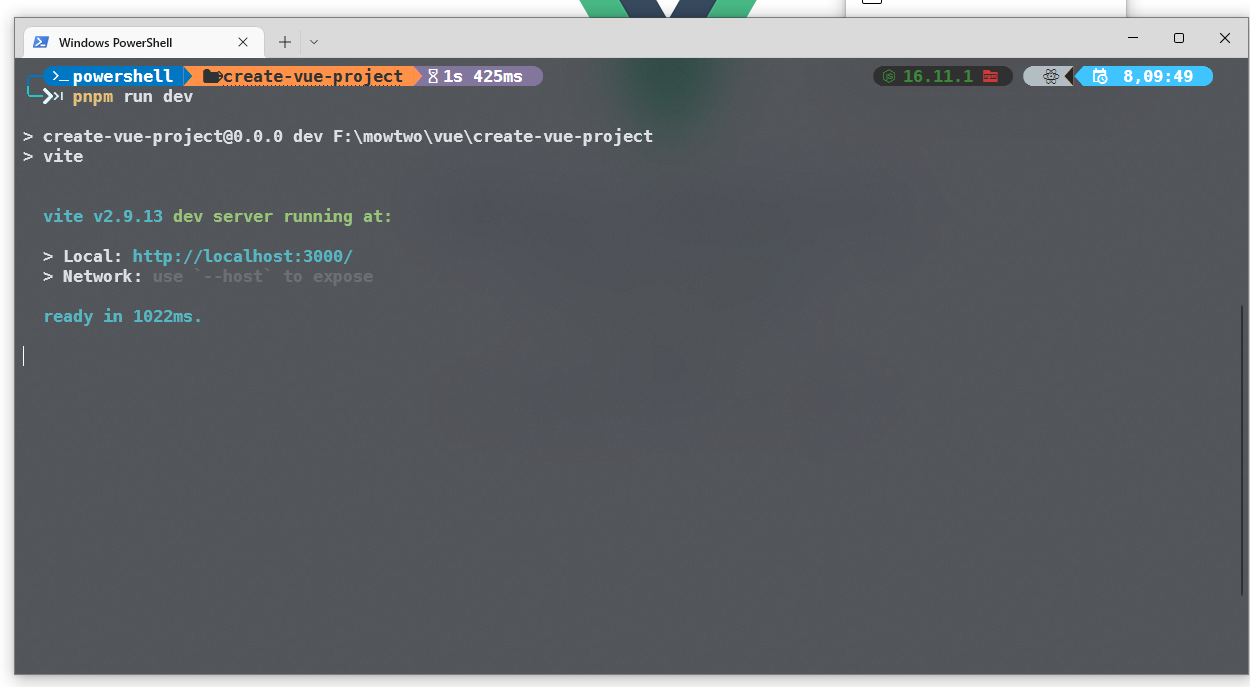 Windows PowerShell
powershell create-vue-project 1s 425ms 16.11.1 8,09:49
pnpm run dev
> create-vue-project@0.0.0 dev F:\mowtwo\vue\create-vue-project
> vite
vite v2.9.13 dev server running at:
> Local: http://localhost:3000/
> Network: use `--host` to expose
ready in 1022ms.